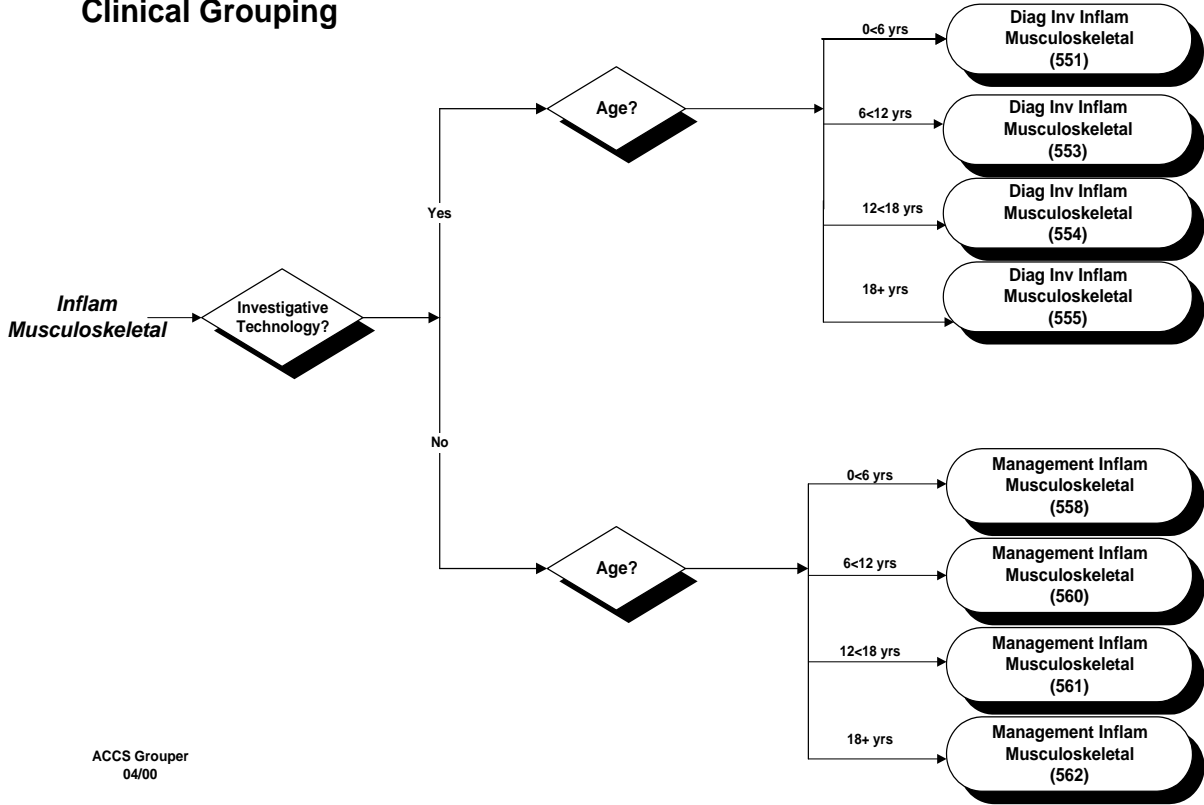 Clinical Grouping
Inflam
Musculoskeletal
Investigative
Technology?
Yes
Age?
0<6 yrs
Diag Inv Inflam
Musculoskeletal
(551)
6<12 yrs
Diag Inv Inflam
Musculoskeletal
(553)
12<18 yrs
Diag Inv Inflam
Musculoskeletal
(554)
18+ yrs
Diag Inv Inflam
Musculoskeletal
(555)
No
Age?
0<6 yrs
Management Inflam
Musculoskeletal
(558)
6<12 yrs
Management Inflam
Musculoskeletal
(560)
12<18 yrs
Management Inflam
Musculoskeletal
(561)
18+ yrs
Management Inflam
Musculoskeletal
(562)
ACCS Grouper
04/00